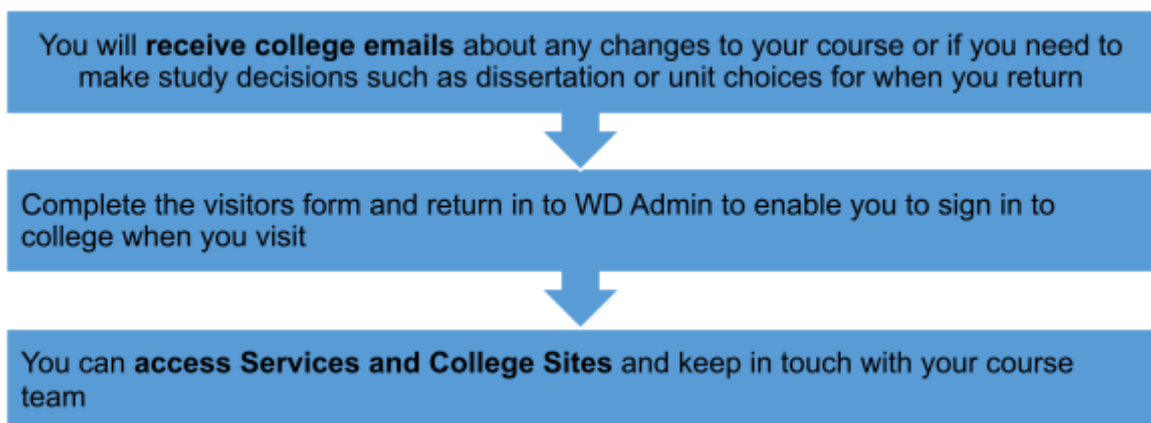 You will receive college emails about any changes to your course or if you need to
make study decisions such as dissertation or unit choices for when you return
Complete the visitors form and return in to WD Admin to enable you to sign in to
college when you visit
You can access Services and College Sites and keep in touch with your course
team